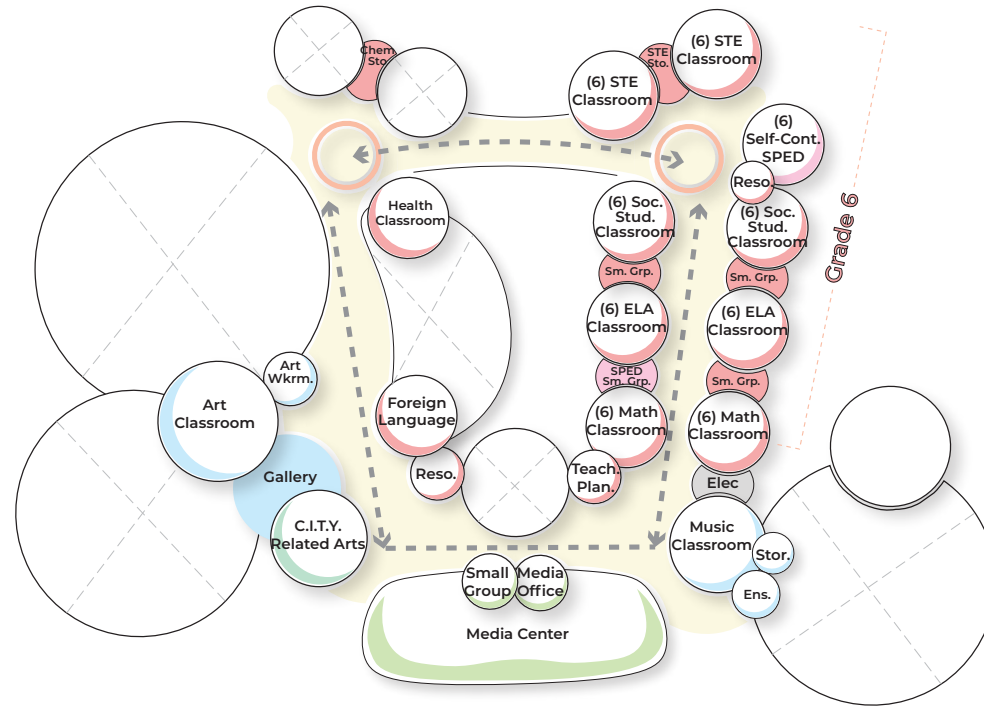 Chem
Sto.
(6) STE
Classroom
STE
Sto.
(6) STE
Classroom
(6)
Self-Cont.
SPED
Reso.
Health
Classroom
(6) Soc.
Stud.
Classroom
(6) Soc.
Stud.
Classroom
Grade 6
Sm. Grp.
Sm. Grp.
(6) ELA
Classroom
(6) ELA
Classroom
Art
Wkrm.
SPED
Sm. Grp.
Sm. Grp.
Art
Classroom
Foreign
Language
(6) Math
Classroom
(6) Math
Classroom
Gallery
Reso.
Teach.
Plan.
Elec
C.I.T.Y.
Related Arts
Music
Classroom
Stor.
Small
Group
Media
Office
Ens.
Media Center